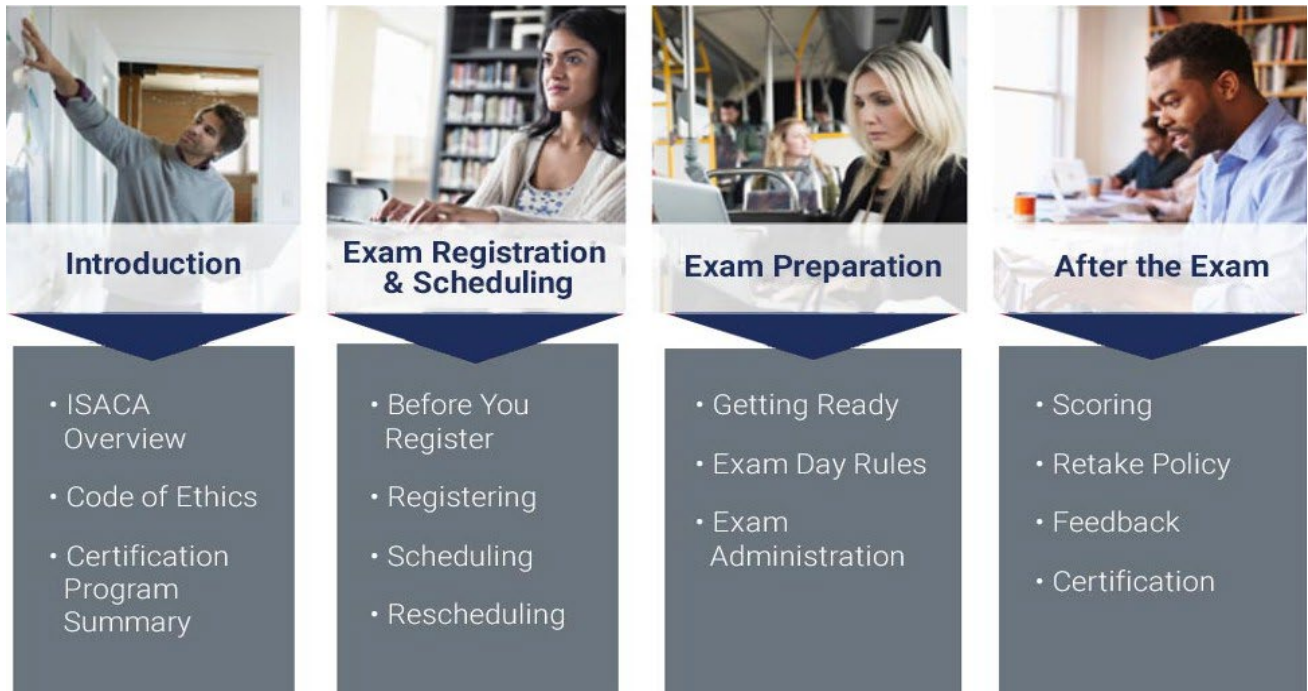 Introduction
• ISACA
Overview
• Code of Ethics
• Certification
Program
Summary
Exam Registration
& Scheduling
• Before You
Register
• Registering
• Scheduling
• Rescheduling
Exam Preparation
• Getting Ready
• Exam Day Rules
• Exam
Administration
After the Exam
• Scoring
• Retake Policy
• Feedback
• Certification